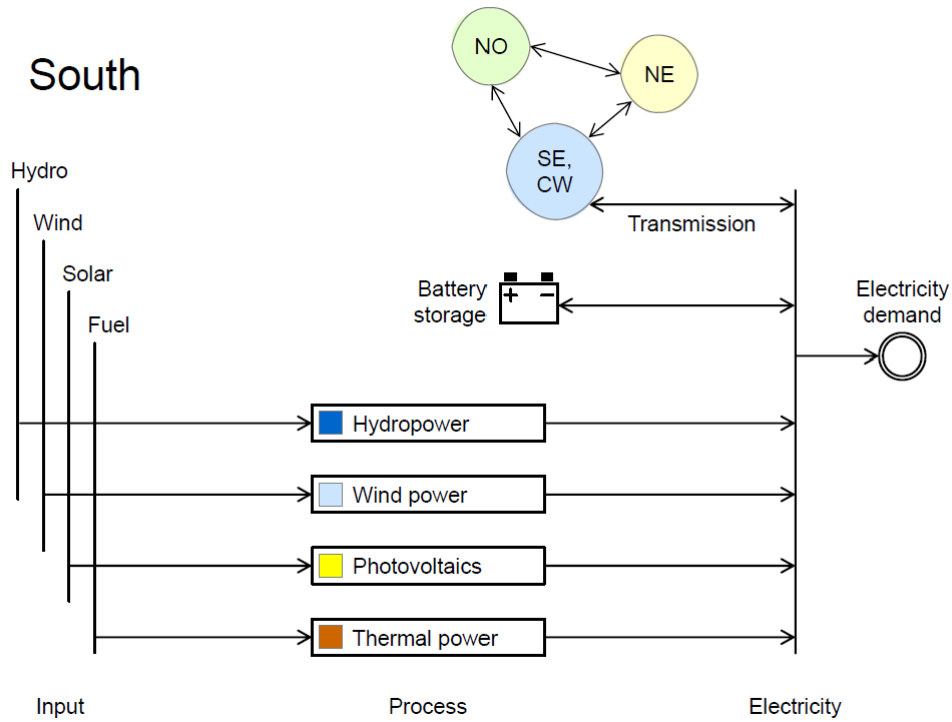 South
NO
NE
SE,
CW
Hydro
Wind
Solar
Fuel
Transmission
Battery
storage
+ −
Electricity
demand
Hydropower
Wind power
Photovoltaics
Thermal power
Input
Process
Electricity